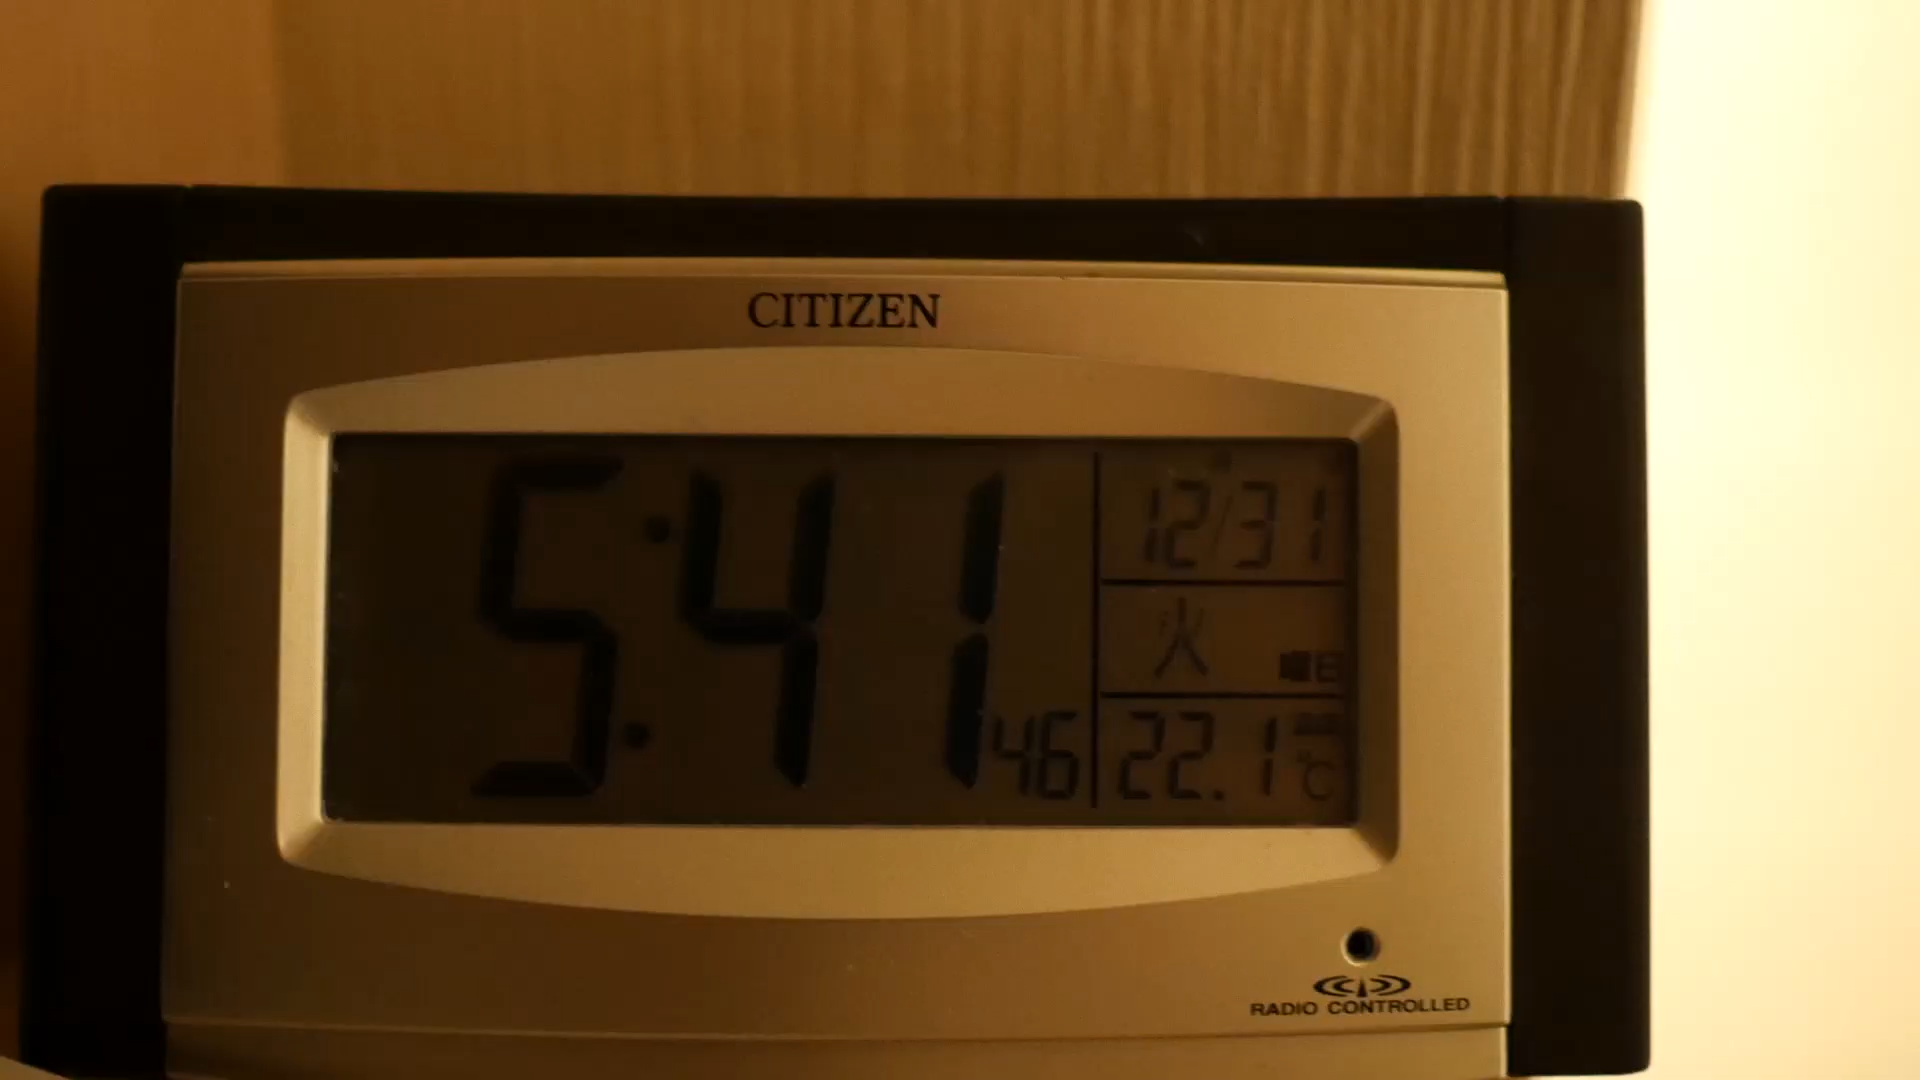 CITIZEN
5:41 46
12/31
火 曜日
22.1 °C
RADIO CONTROLLED